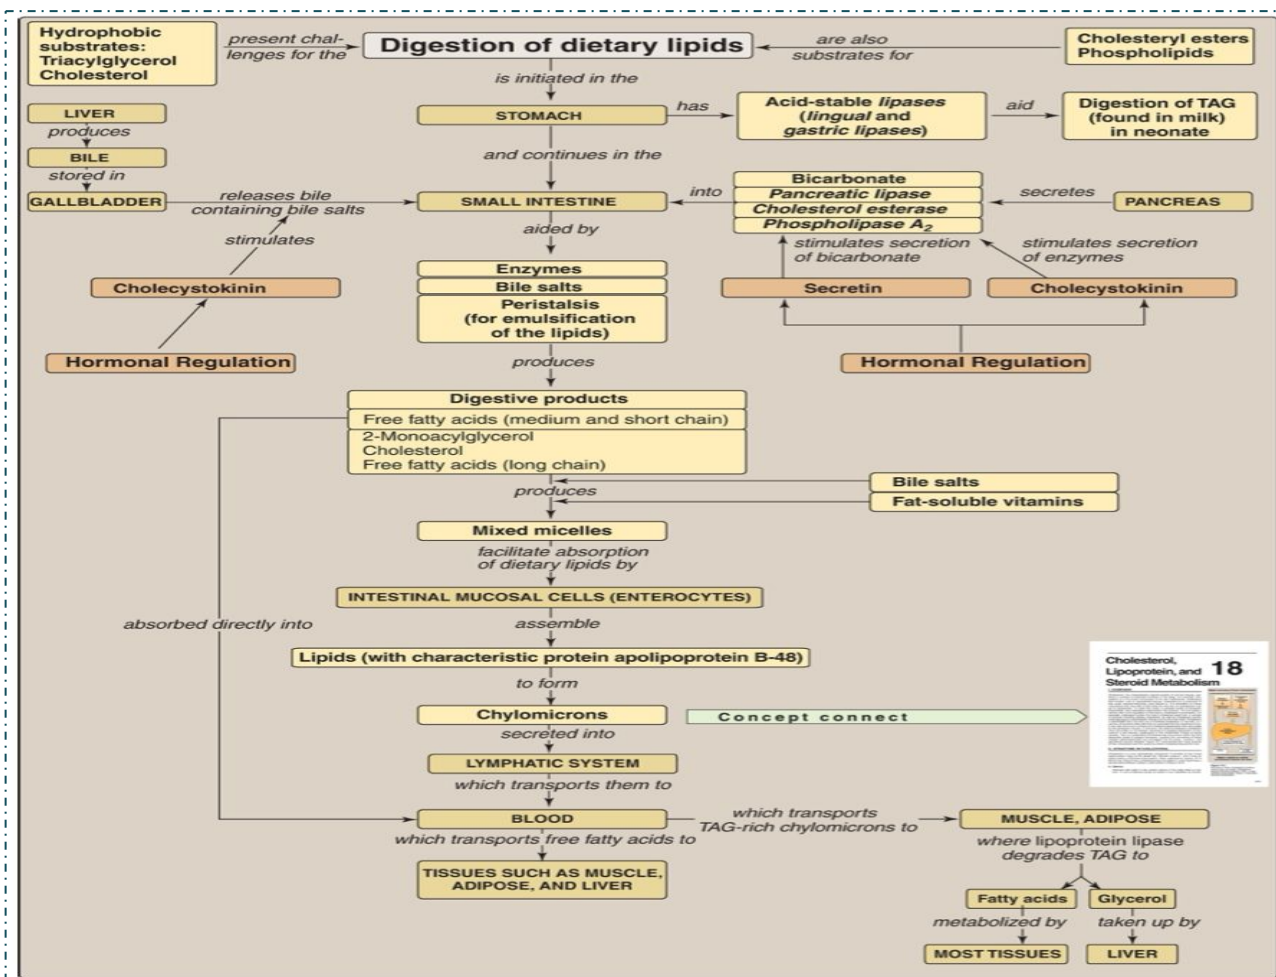 Hydrophobic
substrates:
Triacylglycerol
Cholesterol
present chal-
lenges for the
Digestion of dietary lipids
are also
substrates for
Cholesteryl esters
Phospholipids
is initiated in the
LIVER
produces
BILE
stored in
GALLBLADDER
releases bile
containing bile salts
STOMACH
has
Acid-stable lipases
(lingual and
gastric lipases)
aid
Digestion of TAG
(found in milk)
in neonate
and continues in the
SMALL INTESTINE
into
Bicarbonate
Pancreatic lipase
Cholesterol esterase
Phospholipase A2
secretes
PANCREAS
stimulates
Cholecystokinin
Hormonal Regulation
aided by
stimulates secretion
of bicarbonate
stimulates secretion
of enzymes
Secretin
Cholecystokinin
Hormonal Regulation
Enzymes
Bile salts
Peristalsis
(for emulsification
of the lipids)
produces
Digestive products
Free fatty acids (medium and short chain)
2-Monoacylglycerol
Cholesterol
Free fatty acids (long chain)
produces
Bile salts
Fat-soluble vitamins
Mixed micelles
facilitate absorption
of dietary lipids by
INTESTINAL MUCOSAL CELLS (ENTEROCYTES)
absorbed directly into
assemble
Lipids (with characteristic protein apolipoprotein B-48)
to form
Chylomicrons
Concept connect
Cholesterol,
Lipoprotein, and
Steroid Metabolism
18
secreted into
LYMPHATIC SYSTEM
which transports them to
BLOOD
which transports
TAG-rich chylomicrons to
MUSCLE, ADIPOSE
which transports free fatty acids to
TISSUES SUCH AS MUSCLE,
ADIPOSE, AND LIVER
where lipoprotein lipase
degrades TAG to
Fatty acids
Glycerol
metabolized by
taken up by
MOST TISSUES
LIVER